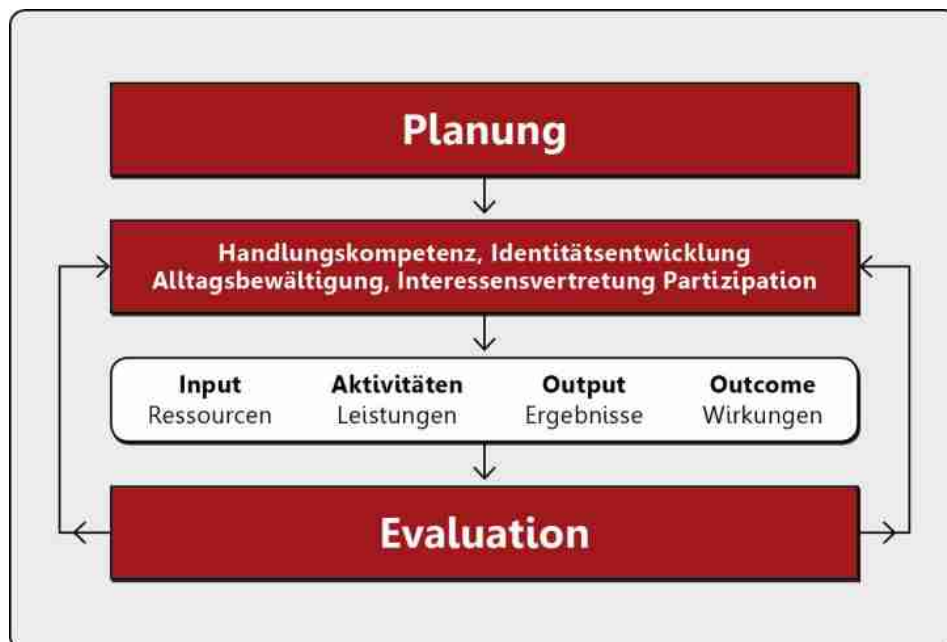 Planung
Handlungskompetenz, Identitätsentwicklung
Alltagsbewältigung, Interessensvertretung Partizipation
Input Aktivitäten Output Outcome
Ressourcen Leistungen Ergebnisse Wirkungen
Evaluation